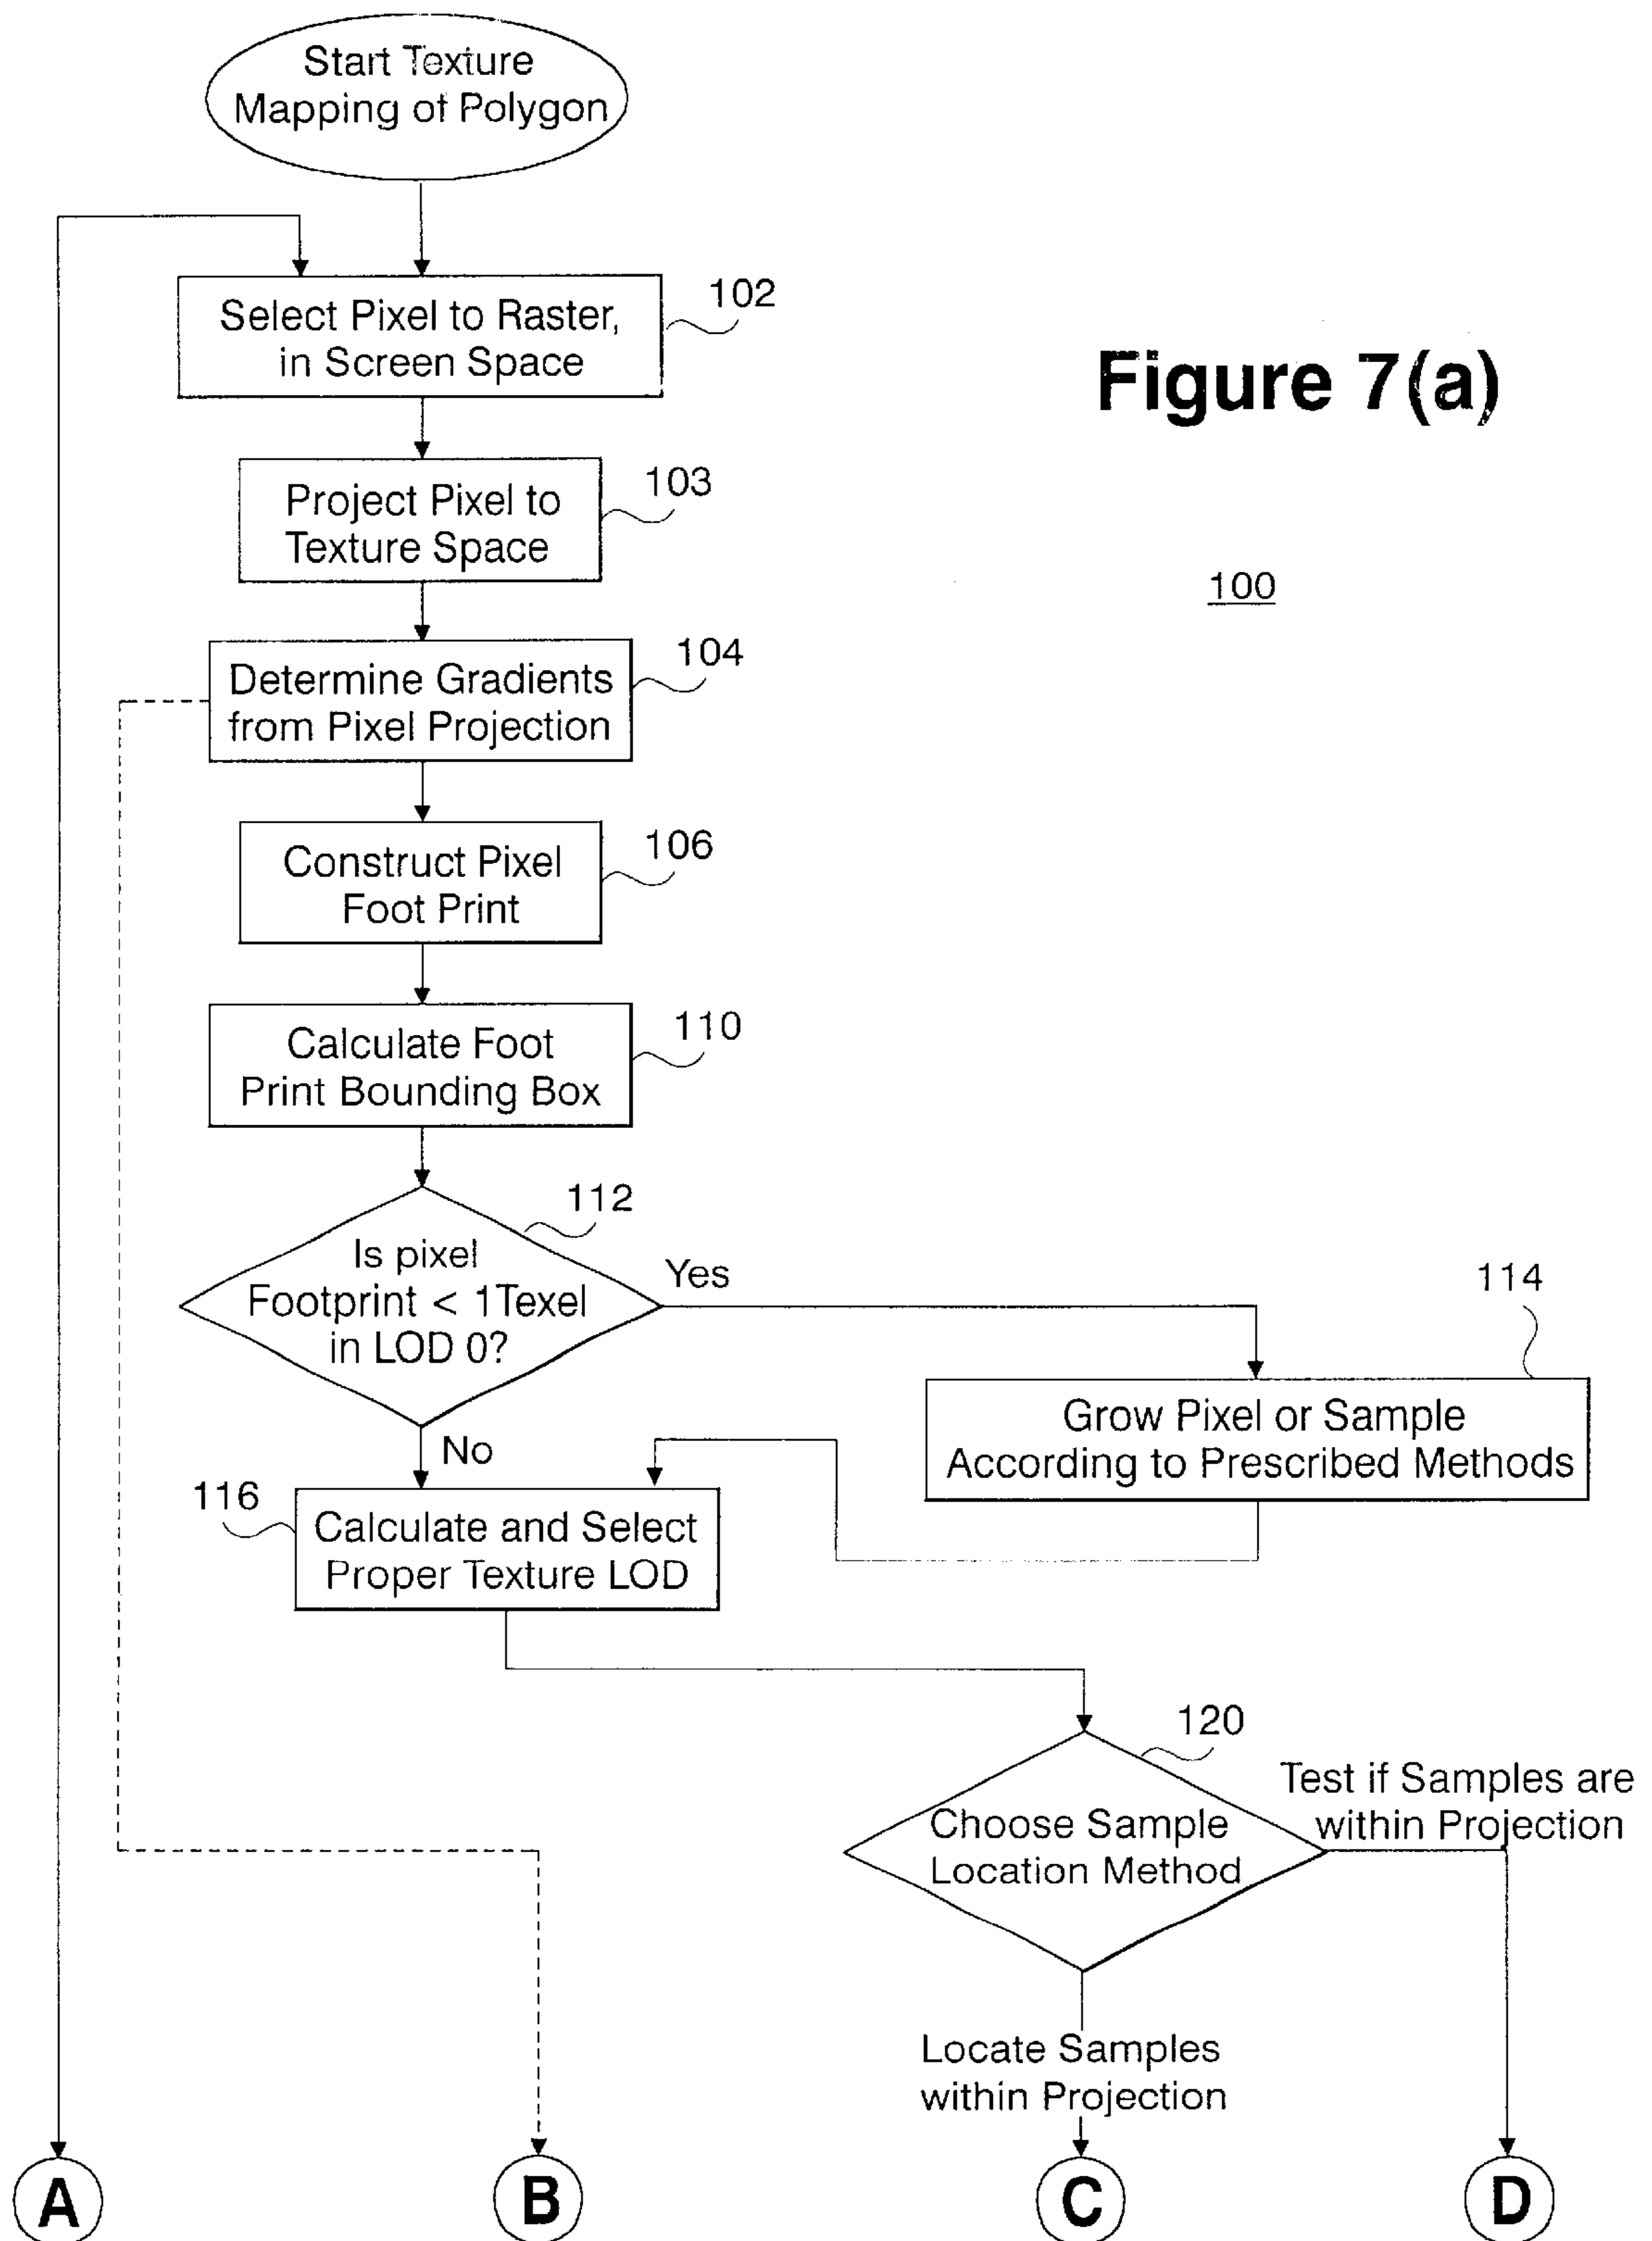 Start Texture
Mapping of Polygon
Select Pixel to Raster,
in Screen Space
102
Figure 7(a)
Project Pixel to
Texture Space
103
100
Determine Gradients
from Pixel Projection
104
Construct Pixel
Foot Print
106
Calculate Foot
Print Bounding Box
110
112
Is pixel
Footprint < 1Texel
in LOD 0?
Yes
114
Grow Pixel or Sample
According to Prescribed Methods
No
116
Calculate and Select
Proper Texture LOD
120
Choose Sample
Location Method
Test if Samples are
within Projection
Locate Samples
within Projection
A
B
C
D